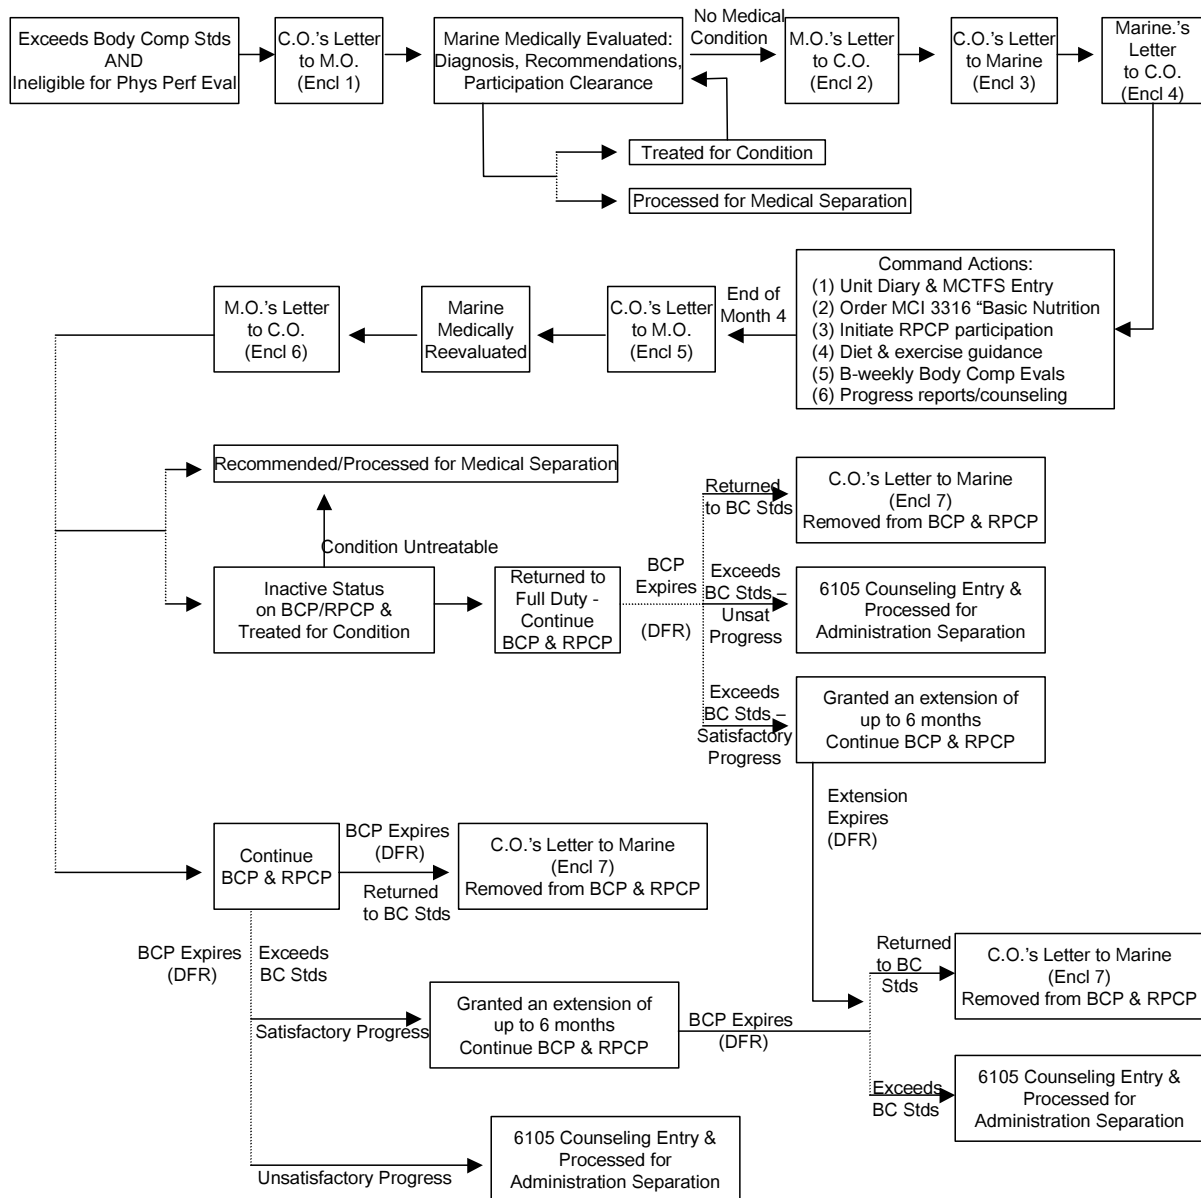 Exceeds Body Comp Stds
AND
Ineligible for Phys Perf Eval
C.O.'s Letter
to M.O.
(Encl 1)
Marine Medically Evaluated:
Diagnosis, Recommendations,
Participation Clearance
No Medical
Condition
M.O.'s Letter
to C.O.
(Encl 2)
C.O.'s Letter
to Marine
(Encl 3)
Marine.'s
Letter
to C.O.
(Encl 4)
Treated for Condition
Processed for Medical Separation
Command Actions:
(1) Unit Diary & MCTFS Entry
(2) Order MCI 3316 “Basic Nutrition
(3) Initiate RPCP participation
(4) Diet & exercise guidance
(5) B-weekly Body Comp Evals
(6) Progress reports/counseling
End of
Month 4
C.O.'s Letter
to M.O.
(Encl 5)
Marine
Medically
Reevaluated
M.O.'s Letter
to C.O.
(Encl 6)
Recommended/Processed for Medical Separation
Condition Untreatable
Inactive Status
on BCP/RPCP &
Treated for Condition
Returned to
Full Duty -
Continue
BCP & RPCP
BCP
Expires
(DFR)
Returned
to BC Stds
C.O.'s Letter to Marine
(Encl 7)
Removed from BCP & RPCP
Exceeds
BC Stds –
Unsat
Progress
6105 Counseling Entry &
Processed for
Administration Separation
Exceeds
BC Stds –
Satisfactory
Progress
Granted an extension of
up to 6 months
Continue BCP & RPCP
Extension
Expires
(DFR)
Continue
BCP & RPCP
BCP Expires
(DFR)
Returned
to BC Stds
C.O.'s Letter to Marine
(Encl 7)
Removed from BCP & RPCP
BCP Expires
(DFR)
Exceeds
BC Stds
Satisfactory Progress
Granted an extension of
up to 6 months
Continue BCP & RPCP
BCP Expires
(DFR)
Returned
to BC
Stds
C.O.'s Letter to Marine
(Encl 7)
Removed from BCP & RPCP
Exceeds
BC Stds
6105 Counseling Entry &
Processed for
Administration Separation
Unsatisfactory Progress
6105 Counseling Entry &
Processed for
Administration Separation